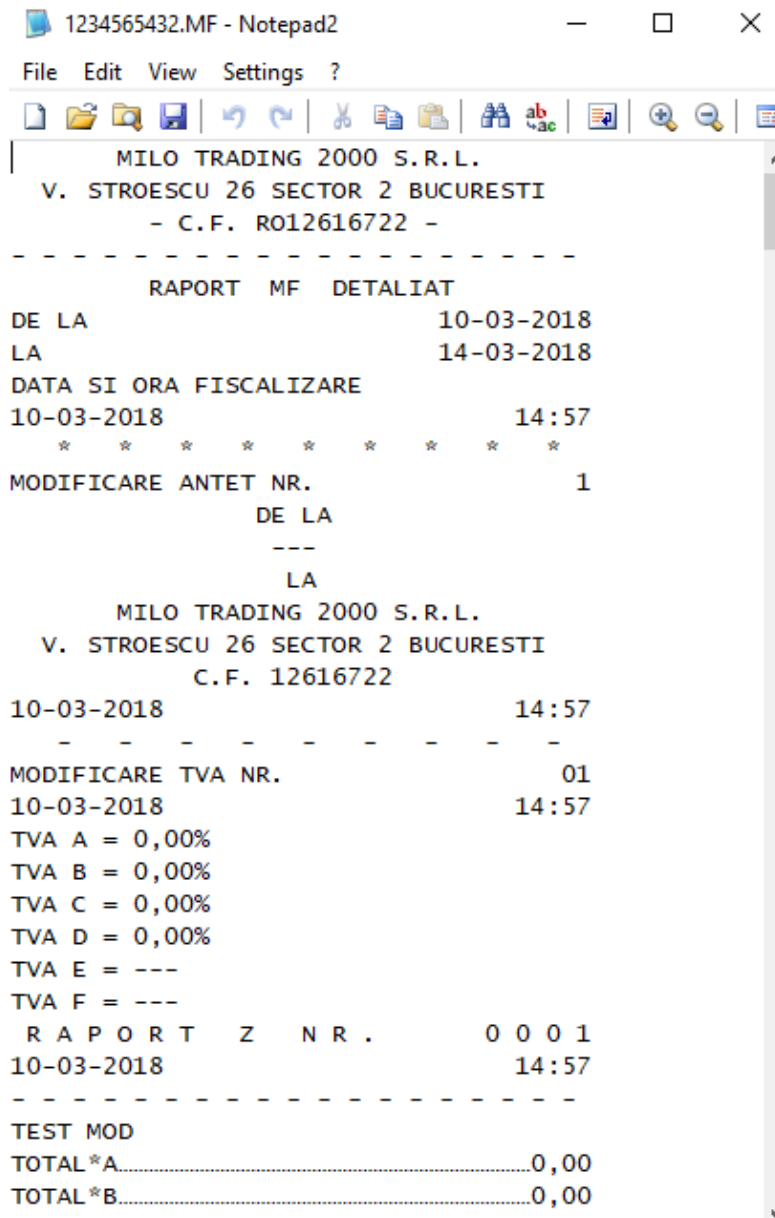 1234565432.MF - Notepad2
File Edit View Settings ?
MILO TRADING 2000 S.R.L.
V. STROESCU 26 SECTOR 2 BUCURESTI
- C.F. RO12616722 -
- - - - - - - - - - - - - - - - - - -
RAPORT MF DETALIAT
DE LA 10-03-2018
LA 14-03-2018
DATA SI ORA FISCALIZARE
10-03-2018 14:57
* * * * * * * * *
MODIFICARE ANTET NR. 1
DE LA
---
LA
MILO TRADING 2000 S.R.L.
V. STROESCU 26 SECTOR 2 BUCURESTI
C.F. 12616722
10-03-2018 14:57
- - - - - - - - -
MODIFICARE TVA NR. 01
10-03-2018 14:57
TVA A = 0,00%
TVA B = 0,00%
TVA C = 0,00%
TVA D = 0,00%
TVA E = ---
TVA F = ---
R A P O R T Z N R . 0 0 0 1
10-03-2018 14:57
- - - - - - - - - - - - - - - - - - -
TEST MOD
TOTAL*A.....0,00
TOTAL*B.....0,00